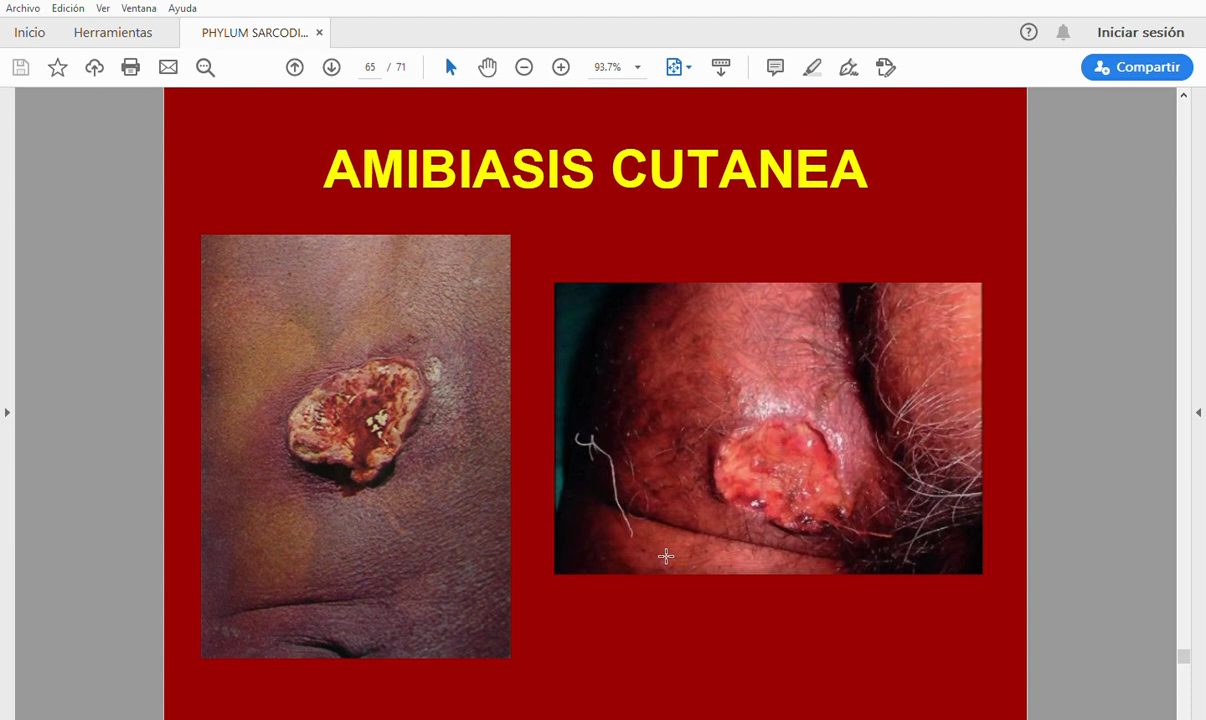 Archivo Edición Ver Ventana Ayuda
Inicio Herramientas PHYLUM SARCODI... × Iniciar sesión
65 / 71 93.7% Compartir
AMIBIASIS CUTANEA